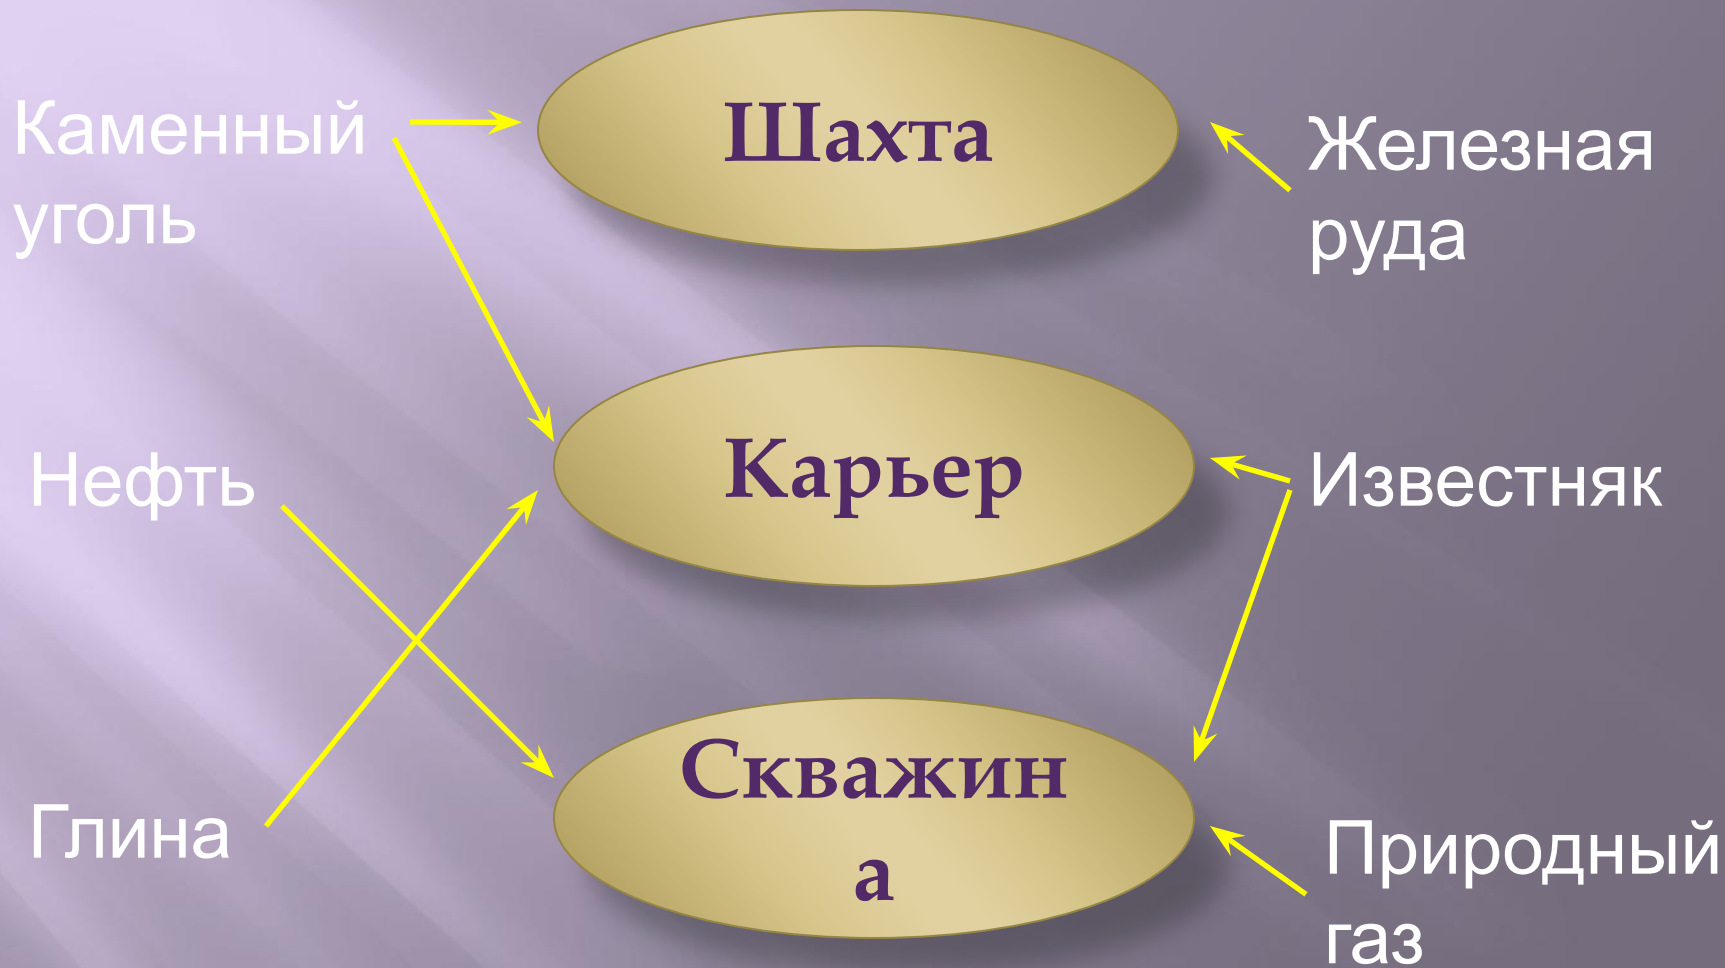 Шахта
Каменный
уголь
Железная
руда
Карьер
Нефть
Известняк
Скважин
а
Глина
Природный
газ